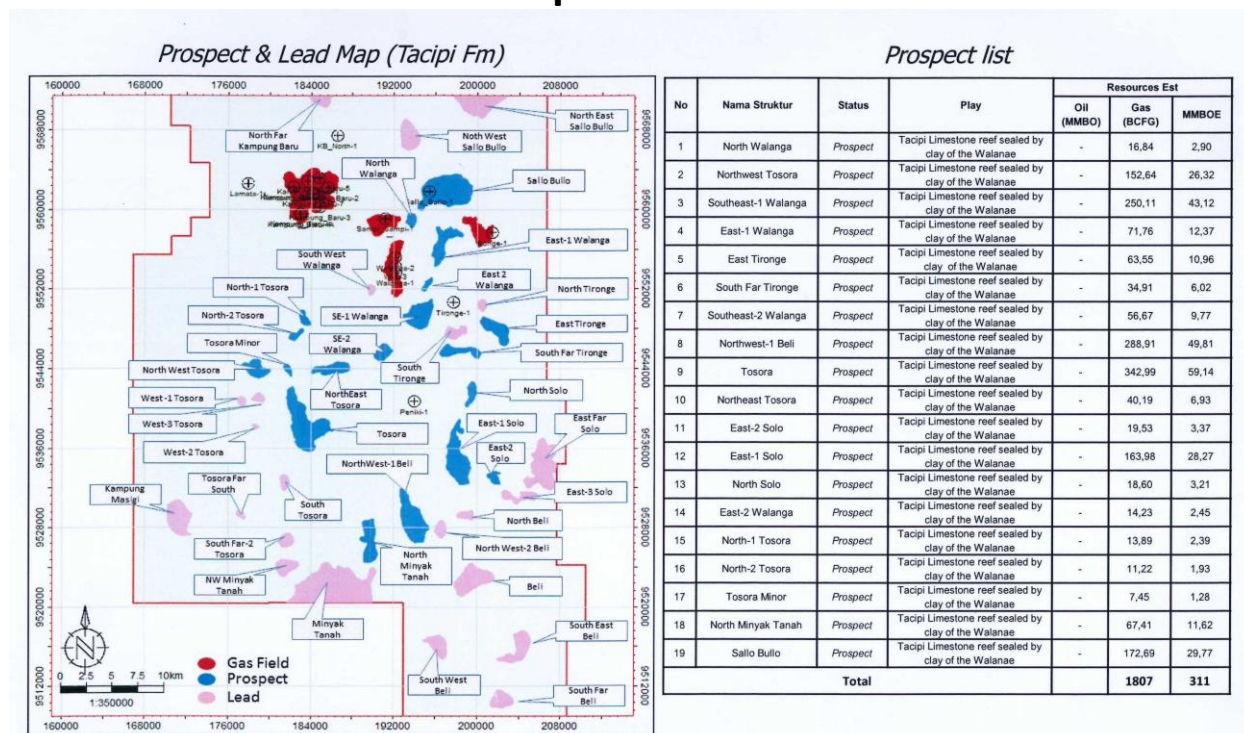 Prospect & Lead Map (Tacipi Fm)
160000 168000 176000 184000 192000 200000 208000
9568000
9560000
9552000
9544000
9536000
9528000
9520000
9512000
North East
Sallo Bullo
North Far
Kampung Baru
KB_North-1
Noth West
Sallo Bullo
North
Walanga
Sallo Bullo
Lamata-1
East-1 Walanga
South West
Walanga
Walanga-1
East 2
Walanga
North Tironge
North-1 Tosora
North-2 Tosora
SE-1 Walanga
Tironge-1
East Tironge
Tosora Minor
SE-2
Walanga
South Far Tironge
North West Tosora
South
Tironge
NorthEast
Tosora
North Solo
West-1 Tosora
Peniki-1
West-3 Tosora
Tosora
East-1 Solo
East Far
Solo
West-2 Tosora
East-2
Solo
NorthWest-1 Beli
Tosora Far
South
Kampung
Masigi
South
Tosora
East-3 Solo
North Beli
South Far-2
Tosora
North
Minyak
Tanah
North West-2 Beli
NW Minyak
Tanah
Beli
Minyak
Tanah
South East
Beli
South West
Beli
South Far
Beli
N
Gas Field
Prospect
Lead
0 2.5 5 7.5 10km
1:350000
160000 168000 176000 184000 192000 200000 208000
9568000
9560000
9552000
9544000
9536000
9528000
9520000
9512000
Prospect list
No Nama Struktur Status Play Resources Est
Oil (MMBO) Gas (BCFG) MMBOE
1 North Walanga Prospect Tacipi Limestone reef sealed by clay of the Walanae - 16,84 2,90
2 Northwest Tosora Prospect Tacipi Limestone reef sealed by clay of the Walanae - 152,64 26,32
3 Southeast-1 Walanga Prospect Tacipi Limestone reef sealed by clay of the Walanae - 250,11 43,12
4 East-1 Walanga Prospect Tacipi Limestone reef sealed by clay of the Walanae - 71,76 12,37
5 East Tironge Prospect Tacipi Limestone reef sealed by clay of the Walanae - 63,55 10,96
6 South Far Tironge Prospect Tacipi Limestone reef sealed by clay of the Walanae - 34,91 6,02
7 Southeast-2 Walanga Prospect Tacipi Limestone reef sealed by clay of the Walanae - 56,67 9,77
8 Northwest-1 Beli Prospect Tacipi Limestone reef sealed by clay of the Walanae - 288,91 49,81
9 Tosora Prospect Tacipi Limestone reef sealed by clay of the Walanae - 342,99 59,14
10 Northeast Tosora Prospect Tacipi Limestone reef sealed by clay of the Walanae - 40,19 6,93
11 East-2 Solo Prospect Tacipi Limestone reef sealed by clay of the Walanae - 19,53 3,37
12 East-1 Solo Prospect Tacipi Limestone reef sealed by clay of the Walanae - 163,98 28,27
13 North Solo Prospect Tacipi Limestone reef sealed by clay of the Walanae - 18,60 3,21
14 East-2 Walanga Prospect Tacipi Limestone reef sealed by clay of the Walanae - 14,23 2,45
15 North-1 Tosora Prospect Tacipi Limestone reef sealed by clay of the Walanae - 13,89 2,39
16 North-2 Tosora Prospect Tacipi Limestone reef sealed by clay of the Walanae - 11,22 1,93
17 Tosora Minor Prospect Tacipi Limestone reef sealed by clay of the Walanae - 7,45 1,28
18 North Minyak Tanah Prospect Tacipi Limestone reef sealed by clay of the Walanae - 67,41 11,62
19 Sallo Bullo Prospect Tacipi Limestone reef sealed by clay of the Walanae - 172,69 29,77
Total 1807 311